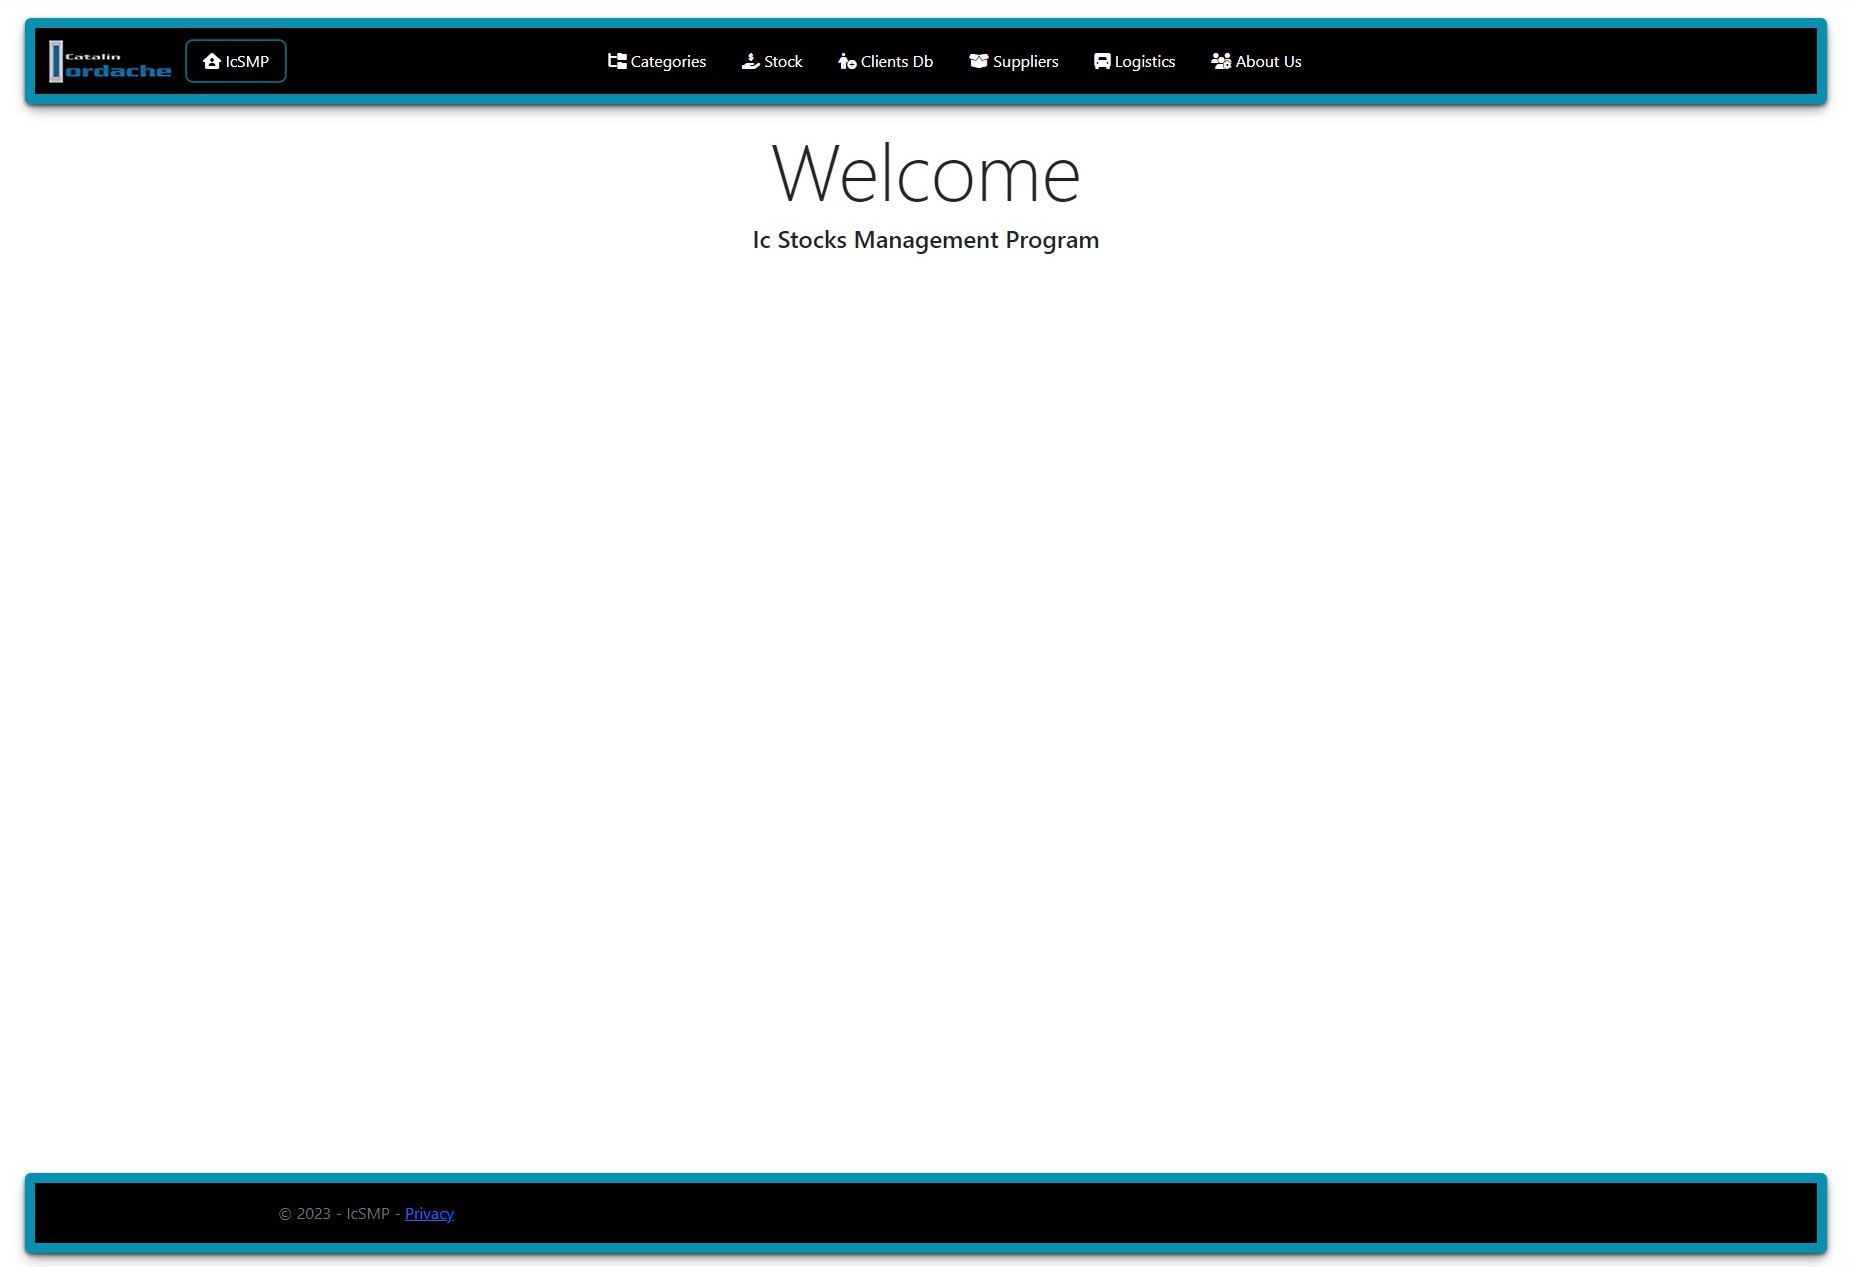 Catalin
Iordache
IcSMP
Categories
Stock
Clients Db
Suppliers
Logistics
About Us
Welcome
Ic Stocks Management Program
© 2023 - IcSMP - Privacy